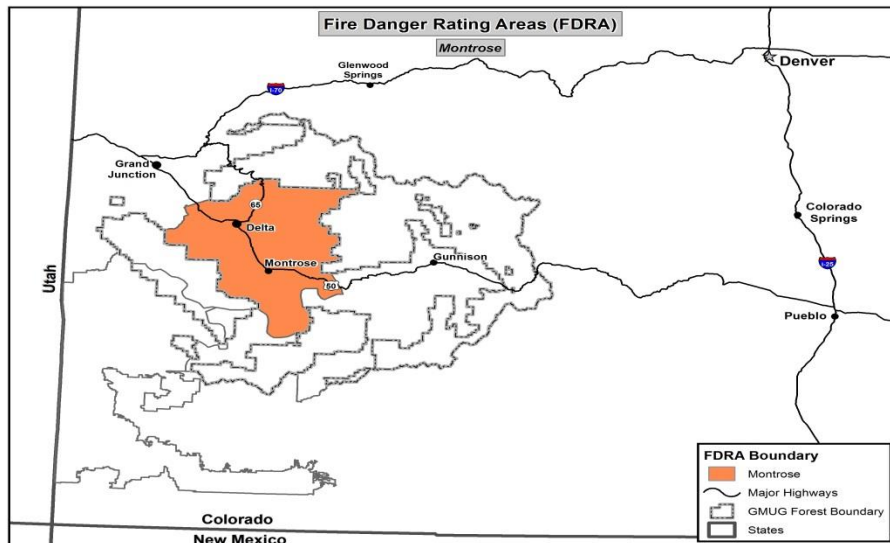 Fire Danger Rating Areas (FDRA)
Montrose
Glenwood
Springs
I-70
Denver
Grand
Junction
65
Delta
Colorado
Springs
Utah
Montrose
Gunnison
50
I-25
Pueblo
FDRA Boundary
Montrose
Major Highways
GMUG Forest Boundary
States
Colorado
New Mexico